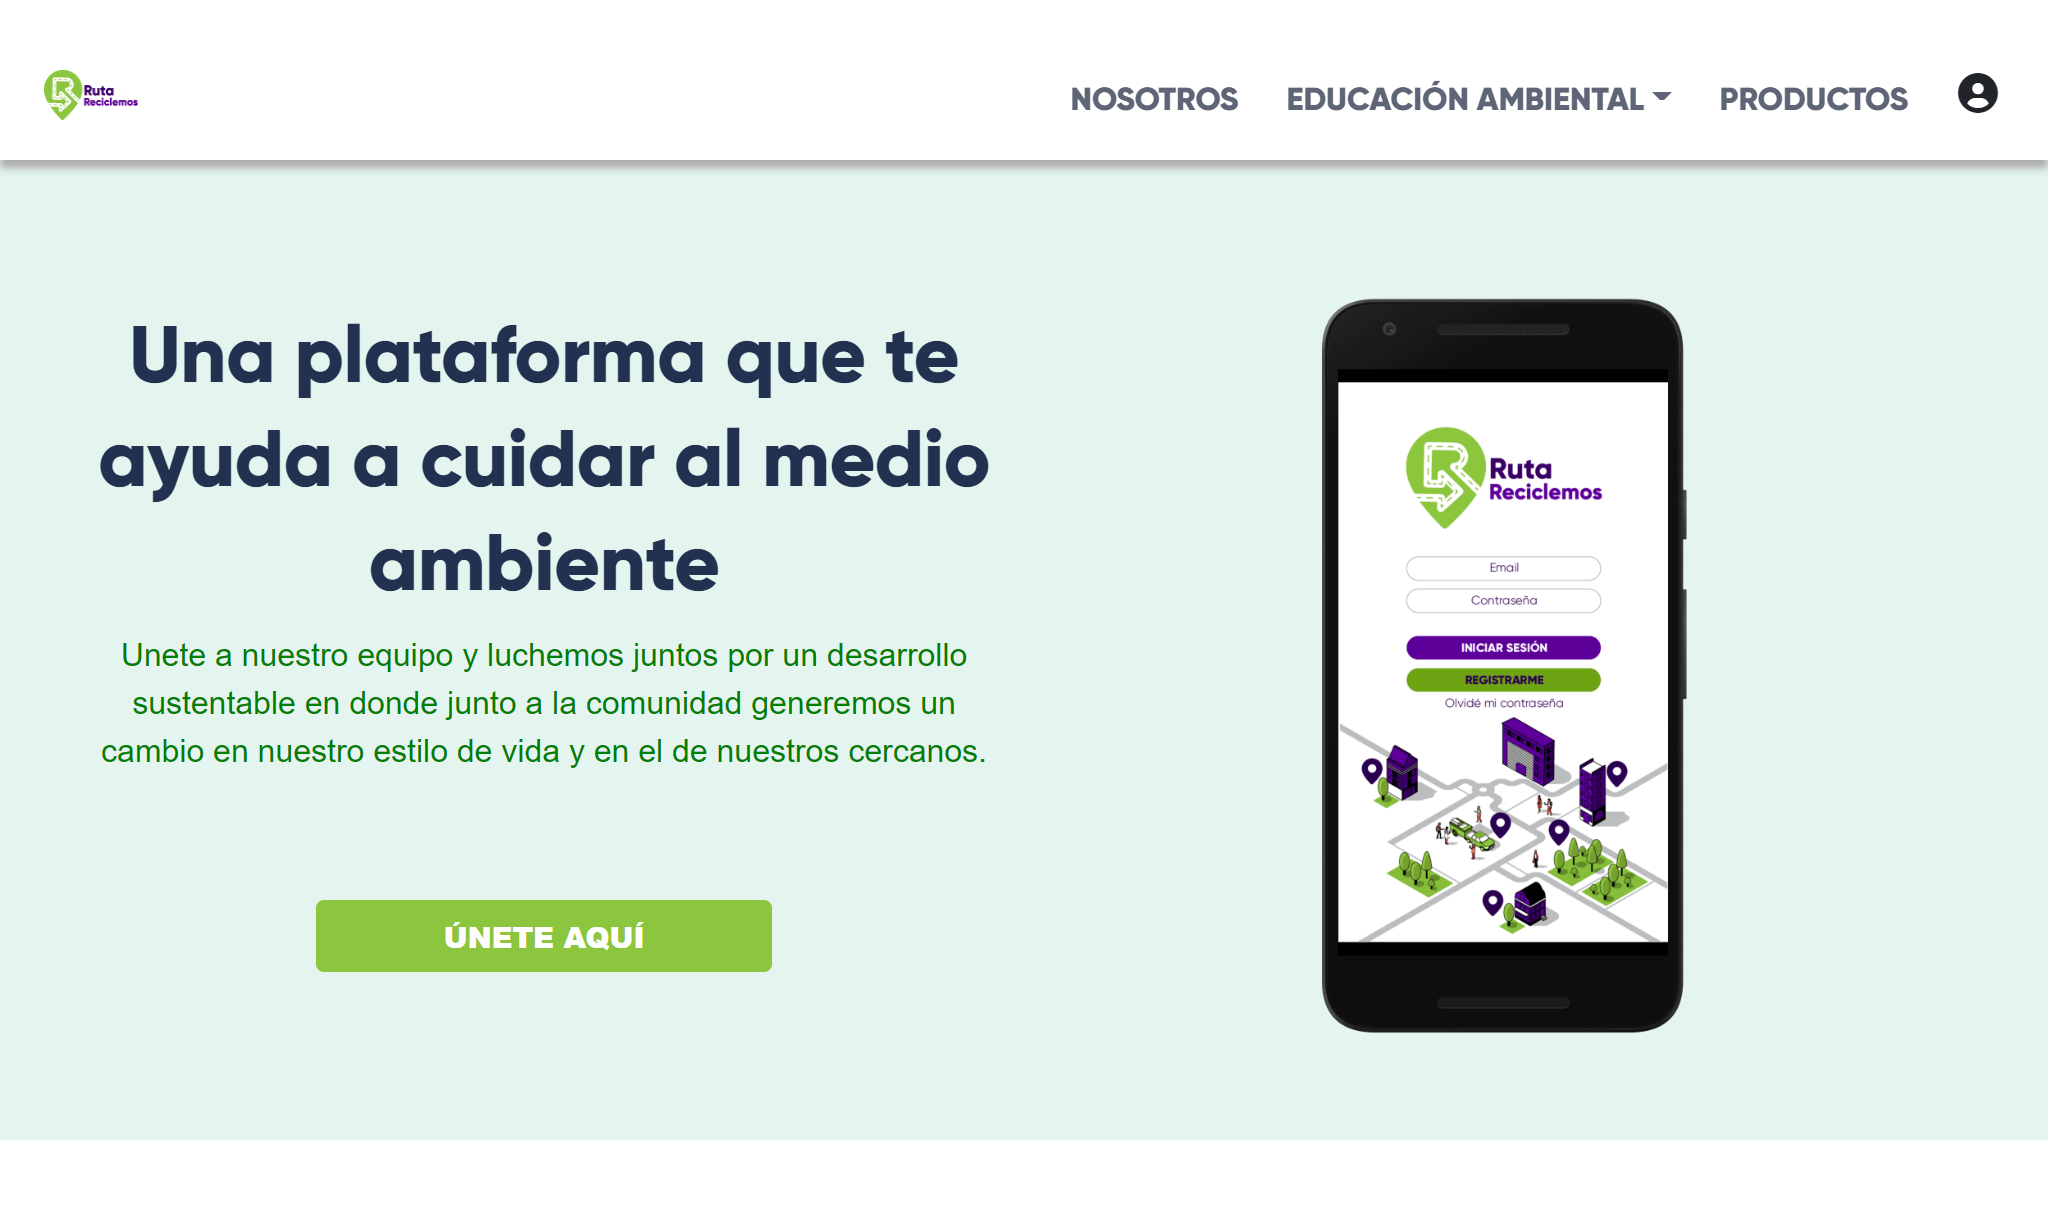 Ruta
Reciclemos
NOSOTROS
EDUCACIÓN AMBIENTAL
PRODUCTOS
Una plataforma que te
ayuda a cuidar al medio
ambiente
Unete a nuestro equipo y luchemos juntos por un desarrollo
sustentable en donde junto a la comunidad generemos un
cambio en nuestro estilo de vida y en el de nuestros cercanos.
ÚNETE AQUÍ
Ruta
Reciclemos
Email
Contraseña
INICIAR SESIÓN
REGISTRARME
Olvidé mi contraseña